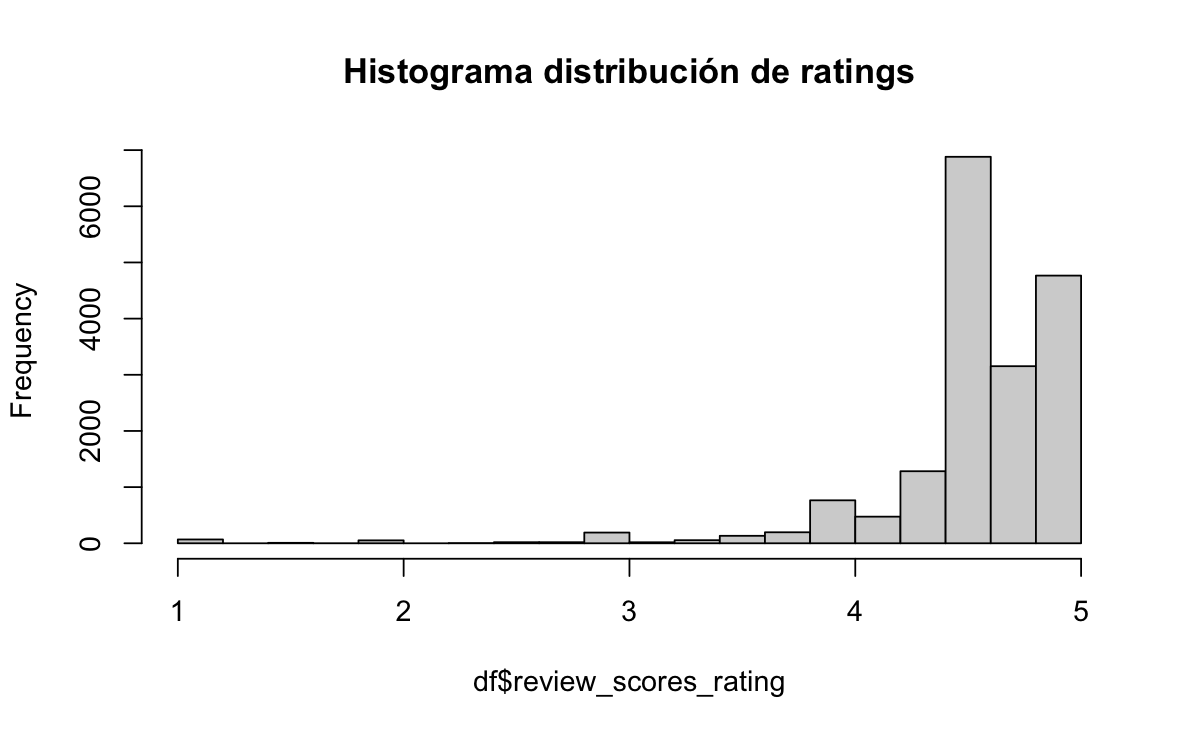 Histograma distribución de ratings
Frequency
6000
4000
2000
0
1 2 3 4 5
df$review_scores_rating